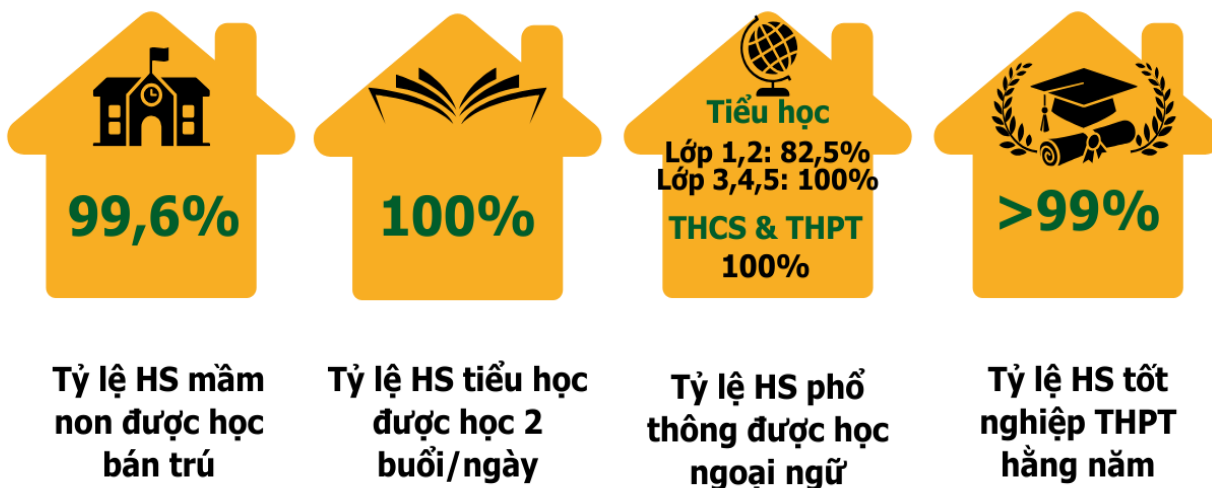 99,6%
Tỷ lệ HS mầm
non được học
bán trú
100%
Tỷ lệ HS tiểu học
được học 2
buổi/ngày
Tiểu học
Lớp 1,2: 82,5%
Lớp 3,4,5: 100%
THCS & THPT
100%
Tỷ lệ HS phổ
thông được học
ngoại ngữ
>99%
Tỷ lệ HS tốt
nghiệp THPT
hằng năm